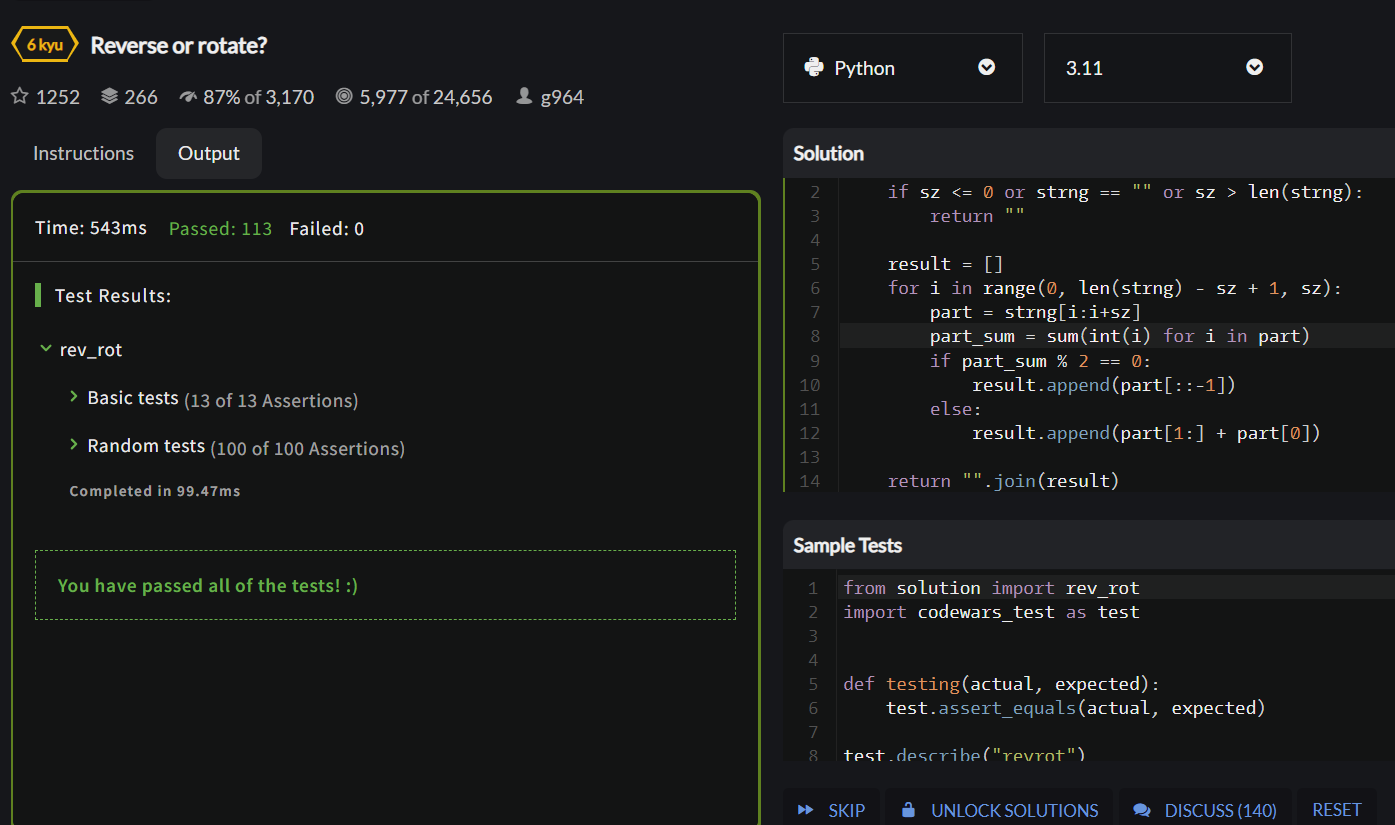 6 kyu Reverse or rotate?
1252 266 87% of 3,170 5,977 of 24,656 g964
Instructions Output
Time: 543ms Passed: 113 Failed: 0
Test Results:
rev_rot
Basic tests (13 of 13 Assertions)
Random tests (100 of 100 Assertions)
Completed in 99.47ms
You have passed all of the tests! :)
Python 3.11
Solution
2 if sz <= 0 or strng == "" or sz > len(strng):
3 return ""
4
5 result = []
6 for i in range(0, len(strng) - sz + 1, sz):
7 part = strng[i:i+sz]
8 part_sum = sum(int(i) for i in part)
9 if part_sum % 2 == 0:
10 result.append(part[::-1])
11 else:
12 result.append(part[1:] + part[0])
13
14 return "".join(result)
Sample Tests
1 from solution import rev_rot
2 import codewars_test as test
3
4
5 def testing(actual, expected):
6 test.assert_equals(actual, expected)
7
8 test.describe("revrot")
SKIP UNLOCK SOLUTIONS DISCUSS (140) RESET